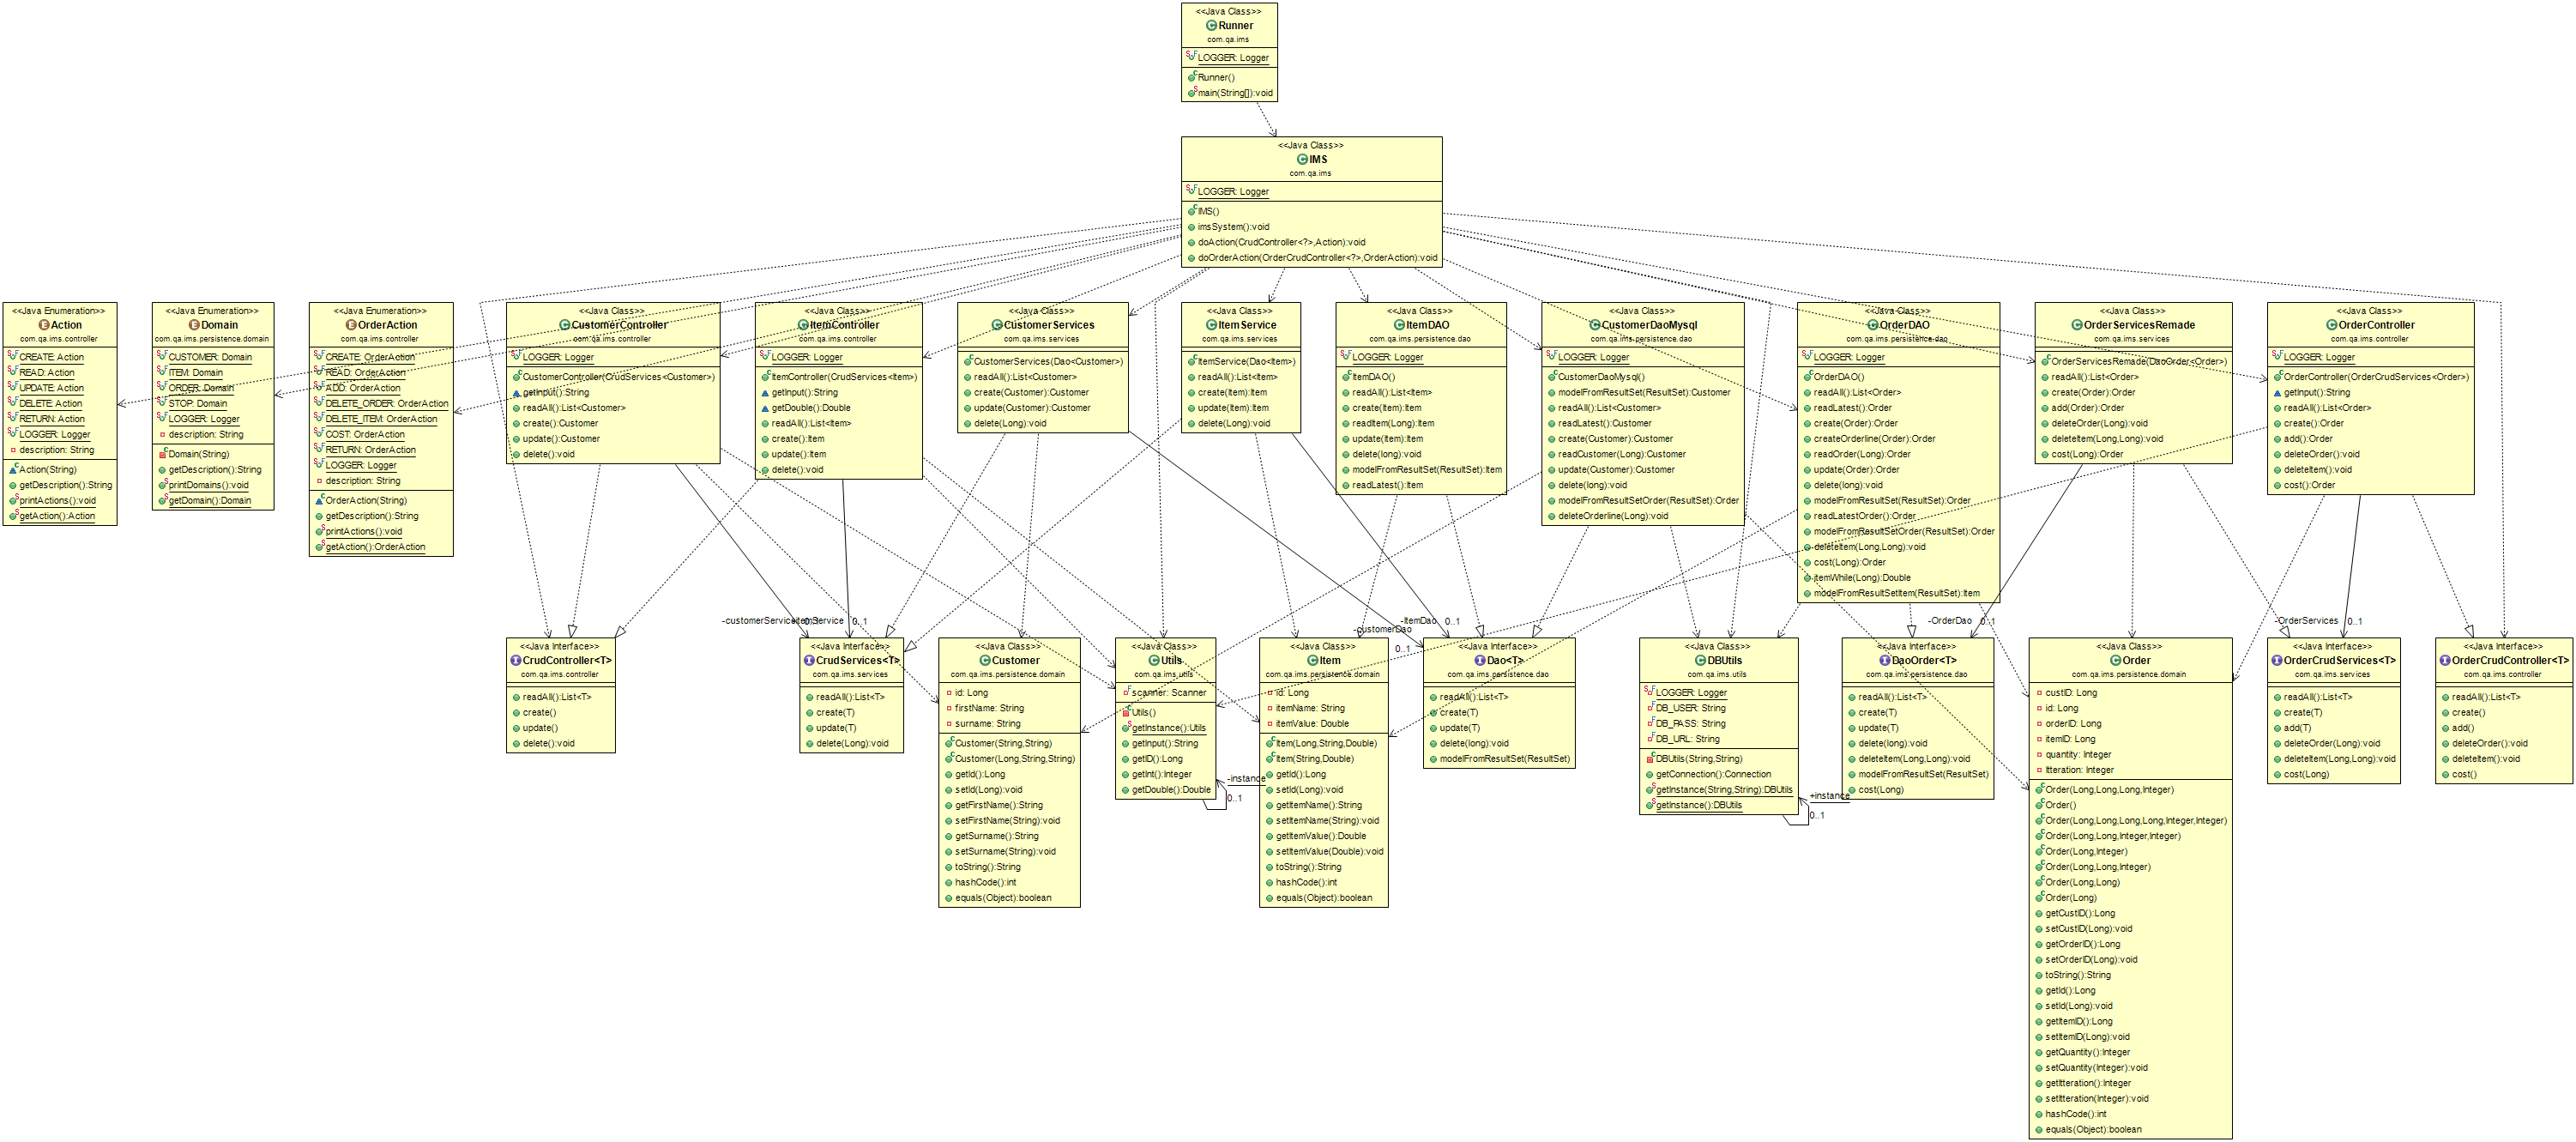 <<Java Class>>
Runner
com.qa.ims
LOGGER: Logger
Runner()
main(String[]):void
<<Java Class>>
IMS
com.qa.ims
LOGGER: Logger
IMS()
imsSystem():void
doAction(CrudController<?>,Action):void
doOrderAction(OrderCrudController<?>,OrderAction):void
<<Java Enumeration>>
Action
com.qa.ims.controller
CREATE: Action
READ: Action
UPDATE: Action
DELETE: Action
RETURN: Action
LOGGER: Logger
description: String
Action(String)
getDescription():String
printActions():void
getAction():Action
<<Java Enumeration>>
Domain
com.qa.ims.persistence.domain
CUSTOMER: Domain
ITEM: Domain
ORDER: Domain
STOP: Domain
LOGGER: Logger
description: String
Domain(String)
getDescription():String
printDomains():void
getDomain():Domain
<<Java Enumeration>>
OrderAction
com.qa.ims.controller
CREATE: OrderAction
READ: OrderAction
ADD: OrderAction
DELETE_ORDER: OrderAction
DELETE_ITEM: OrderAction
COST: OrderAction
RETURN: OrderAction
LOGGER: Logger
description: String
OrderAction(String)
getDescription():String
printActions():void
getAction():OrderAction
<<Java Class>>
CustomerController
com.qa.ims.controller
LOGGER: Logger
CustomerController(CrudServices<Customer>)
getInput():String
readAll():List<Customer>
create():Customer
update():Customer
delete():void
<<Java Class>>
ItemController
com.qa.ims.controller
LOGGER: Logger
ItemController(CrudServices<Item>)
getInput():String
getDouble():Double
readAll():List<Item>
create():Item
update():Item
delete():void
<<Java Class>>
CustomerServices
com.qa.ims.services
CustomerServices(Dao<Customer>)
readAll():List<Customer>
create(Customer):Customer
update(Customer):Customer
delete(Long):void
<<Java Class>>
ItemService
com.qa.ims.services
ItemService(Dao<Item>)
readAll():List<Item>
create(Item):Item
update(Item):Item
delete(Long):void
<<Java Class>>
ItemDAO
com.qa.ims.persistence.dao
LOGGER: Logger
ItemDAO()
readAll():List<Item>
create(Item):Item
readItem(Long):Item
update(Item):Item
delete(long):void
modelFromResultSet(ResultSet):Item
readLatest():Item
<<Java Class>>
CustomerDaoMysql
com.qa.ims.persistence.dao
LOGGER: Logger
CustomerDaoMysql()
modelFromResultSet(ResultSet):Customer
readAll():List<Customer>
readLatest():Customer
create(Customer):Customer
readCustomer(Long):Customer
update(Customer):Customer
delete(long):void
modelFromResultSetOrder(ResultSet):Order
deleteOrderline(Long):void
<<Java Class>>
OrderDAO
com.qa.ims.persistence.dao
LOGGER: Logger
OrderDAO()
readAll():List<Order>
readLatest():Order
create(Order):Order
createOrderline(Order):Order
readOrder(Long):Order
update(Order):Order
delete(long):void
modelFromResultSet(ResultSet):Order
readLatestOrder():Order
modelFromResultSetOrder(ResultSet):Order
deleteItem(Long,Long):void
cost(Long):Order
itemWhile(Long):Double
modelFromResultSetItem(ResultSet):Item
<<Java Class>>
OrderServicesRemade
com.qa.ims.services
OrderServicesRemade(DaoOrder<Order>)
readAll():List<Order>
create(Order):Order
add(Order):Order
deleteOrder(Long):void
deleteItem(Long,Long):void
cost(Long):Order
<<Java Class>>
OrderController
com.qa.ims.controller
LOGGER: Logger
OrderController(OrderCrudServices<Order>)
getInput():String
readAll():List<Order>
create():Order
add():Order
deleteOrder():void
deleteItem():void
cost():Order
<<Java Interface>>
CrudController<T>
com.qa.ims.controller
readAll():List<T>
create()
update()
delete():void
-customerService
0..1
<<Java Interface>>
CrudServices<T>
com.qa.ims.services
readAll():List<T>
create(T)
update(T)
delete(Long):void
<<Java Class>>
Customer
com.qa.ims.persistence.domain
id: Long
firstName: String
surname: String
Customer(String,String)
Customer(Long,String,String)
getId():Long
setId(Long):void
getFirstName():String
setFirstName(String):void
getSurname():String
setSurname(String):void
toString():String
hashCode():int
equals(Object):boolean
<<Java Class>>
Utils
com.qa.ims.utils
scanner: Scanner
Utils()
getInstance():Utils
getInput():String
getID():Long
getInt():Integer
getDouble():Double
-instance
0..1
<<Java Class>>
Item
com.qa.ims.persistence.domain
id: Long
itemName: String
itemValue: Double
Item(Long,String,Double)
Item(String,Double)
getId():Long
setId(Long):void
getItemName():String
setItemName(String):void
getItemValue():Double
setItemValue(Double):void
toString():String
hashCode():int
equals(Object):boolean
-customerDao
0..1
-ItemDao
0..1
<<Java Interface>>
Dao<T>
com.qa.ims.persistence.dao
readAll():List<T>
create(T)
update(T)
delete(long):void
modelFromResultSet(ResultSet)
<<Java Class>>
DBUtils
com.qa.ims.utils
LOGGER: Logger
DB_USER: String
DB_PASS: String
DB_URL: String
DBUtils(String,String)
getConnection():Connection
getInstance(String,String):DBUtils
getInstance():DBUtils
+instance
0..1
-OrderDao
0..1
<<Java Interface>>
DaoOrder<T>
com.qa.ims.persistence.dao
readAll():List<T>
create(T)
update(T)
delete(long):void
deleteItem(Long,Long):void
modelFromResultSet(ResultSet)
cost(Long)
<<Java Class>>
Order
com.qa.ims.persistence.domain
custID: Long
id: Long
orderID: Long
itemID: Long
quantity: Integer
Itteration: Integer
Order(Long,Long,Long,Integer)
Order()
Order(Long,Long,Long,Long,Integer,Integer)
Order(Long,Long,Integer,Integer)
Order(Long,Integer)
Order(Long,Long,Integer)
Order(Long,Long)
Order(Long)
getCustID():Long
setCustID(Long):void
getOrderID():Long
setOrderID(Long):void
toString():String
getId():Long
setId(Long):void
getItemID():Long
setItemID(Long):void
getQuantity():Integer
setQuantity(Integer):void
getItteration():Integer
setItteration(Integer):void
hashCode():int
equals(Object):boolean
-OrderServices
0..1
<<Java Interface>>
OrderCrudServices<T>
com.qa.ims.services
readAll():List<T>
create(T)
add(T)
deleteOrder(Long):void
deleteItem(Long,Long):void
cost(Long)
<<Java Interface>>
OrderCrudController<T>
com.qa.ims.controller
readAll():List<T>
create()
add()
deleteOrder():void
deleteItem():void
cost()